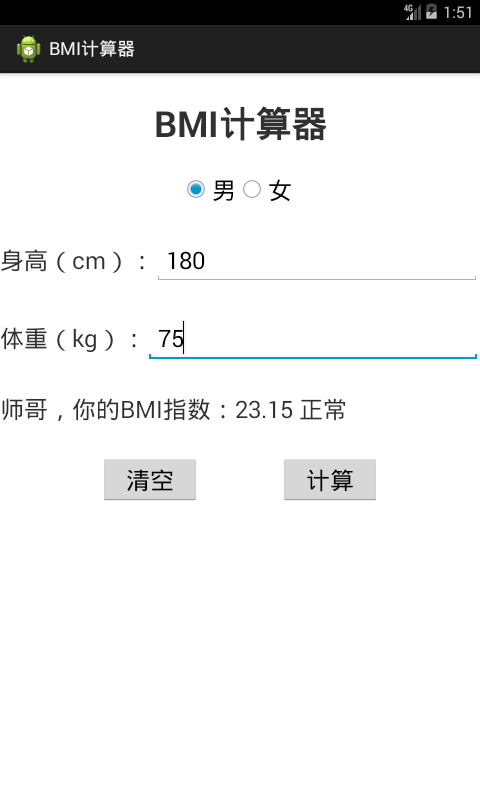 4G 1:51
BMI计算器
BMI计算器
男 女
身高（cm）： 180
体重（kg）： 75
师哥，你的BMI指数：23.15 正常
清空 计算